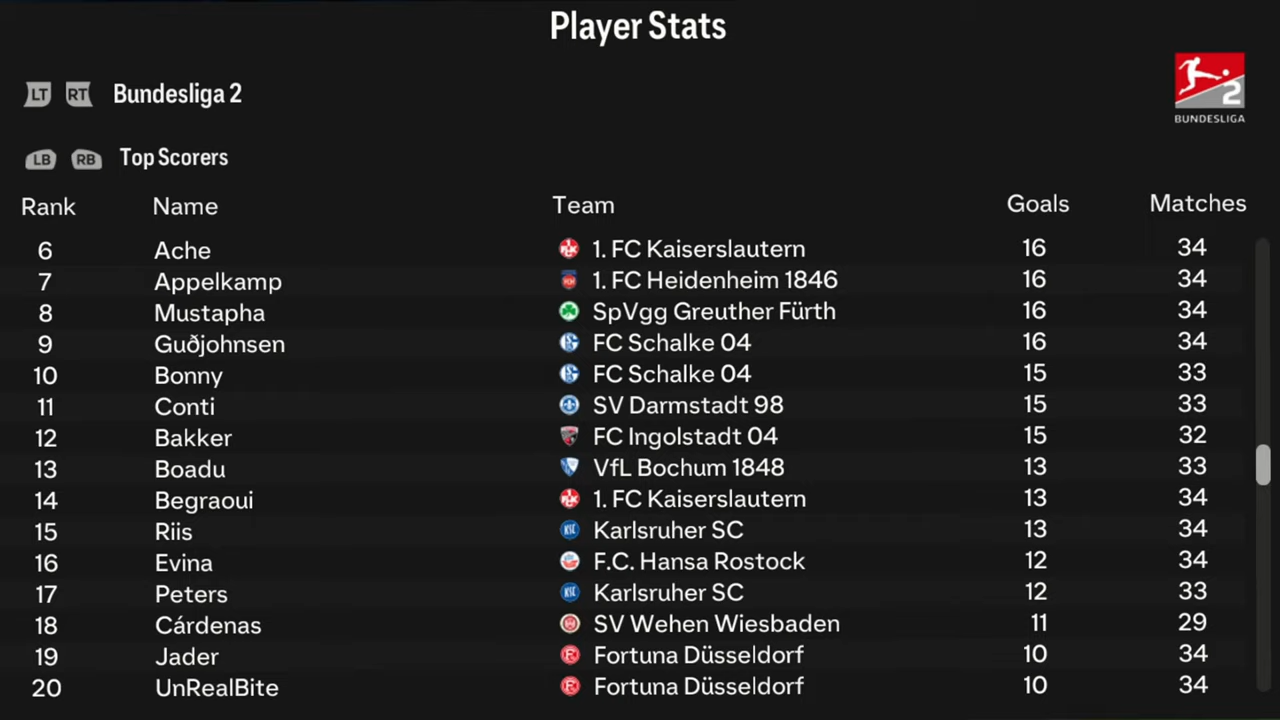 Player Stats
LT RT Bundesliga 2
2
BUNDESLIGA
LB RB Top Scorers
Rank Name Team Goals Matches
6 Ache 1. FC Kaiserslautern 16 34
7 Appelkamp 1. FC Heidenheim 1846 16 34
8 Mustapha SpVgg Greuther Fürth 16 34
9 Guðjohnsen FC Schalke 04 16 34
10 Bonny FC Schalke 04 15 33
11 Conti SV Darmstadt 98 15 33
12 Bakker FC Ingolstadt 04 15 32
13 Boadu VfL Bochum 1848 13 33
14 Begraoui 1. FC Kaiserslautern 13 34
15 Riis Karlsruher SC 13 34
16 Evina F.C. Hansa Rostock 12 34
17 Peters Karlsruher SC 12 33
18 Cárdenas SV Wehen Wiesbaden 11 29
19 Jader Fortuna Düsseldorf 10 34
20 UnRealBite Fortuna Düsseldorf 10 34